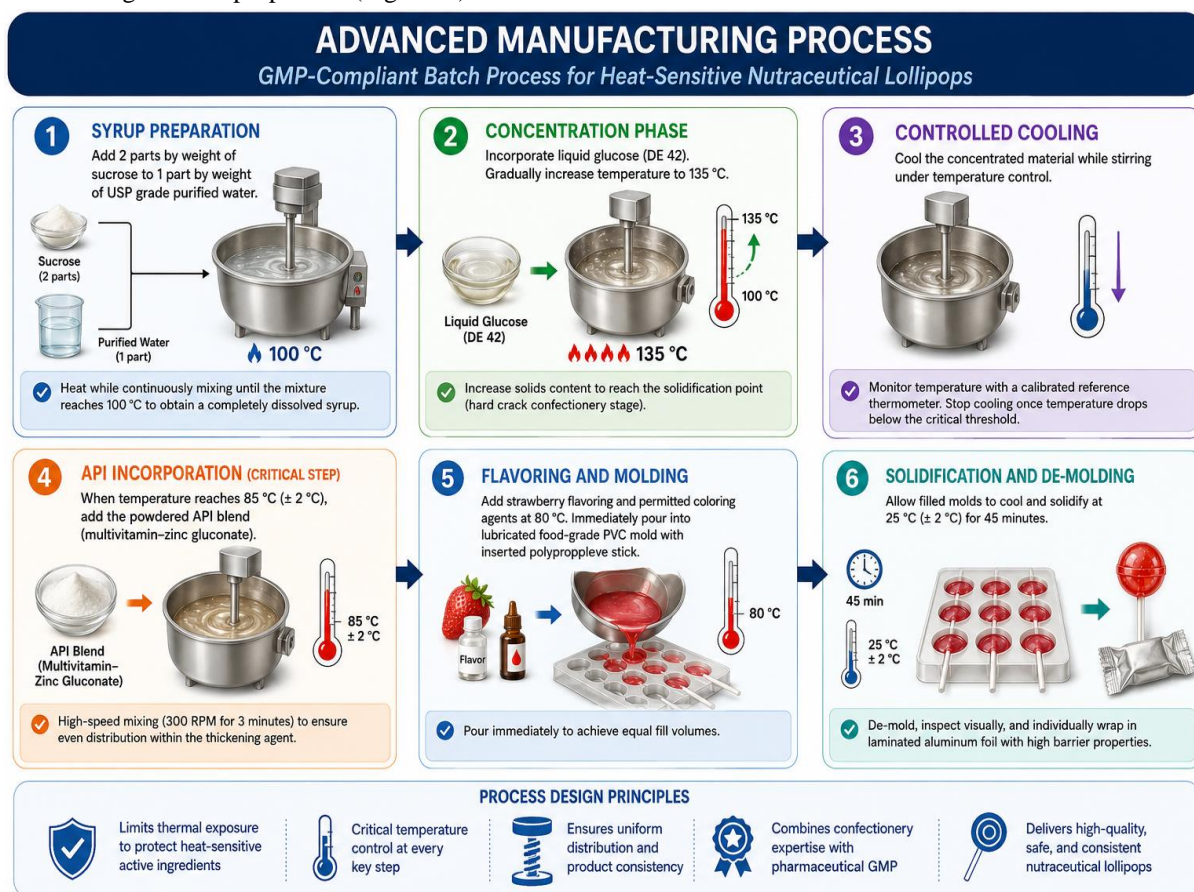 ADVANCED MANUFACTURING PROCESS
GMP-Compliant Batch Process for Heat-Sensitive Nutraceutical Lollipops
1
SYRUP PREPARATION
Add 2 parts by weight of
sucrose to 1 part by weight
of USP grade purified water.
Sucrose
(2 parts)
Purified Water
(1 part)
100 °C
Heat while continuously mixing until the mixture
reaches 100 °C to obtain a completely dissolved syrup.
2
CONCENTRATION PHASE
Incorporate liquid glucose (DE 42).
Gradually increase temperature to 135 °C.
135 °C
100 °C
Liquid Glucose
(DE 42)
135 °C
Increase solids content to reach the solidification point
(hard crack confectionery stage).
3
CONTROLLED COOLING
Cool the concentrated material while stirring
under temperature control.
Monitor temperature with a calibrated reference
thermometer. Stop cooling once temperature drops
below the critical threshold.
4
API INCORPORATION (CRITICAL STEP)
When temperature reaches 85 °C (± 2 °C),
add the powdered API blend
(multivitamin–zinc gluconate).
85 °C
± 2 °C
API Blend
(Multivitamin–
Zinc Gluconate)
High-speed mixing (300 RPM for 3 minutes) to ensure
even distribution within the thickening agent.
5
FLAVORING AND MOLDING
Add strawberry flavoring and permitted coloring
agents at 80 °C. Immediately pour into
lubricated food-grade PVC mold with
inserted polyproppleve stick.
Flavor
80 °C
Pour immediately to achieve equal fill volumes.
6
SOLIDIFICATION AND DE-MOLDING
Allow filled molds to cool and solidify at
25 °C (± 2 °C) for 45 minutes.
45 min
25 °C
± 2 °C
De-mold, inspect visually, and individually wrap in
laminated aluminum foil with high barrier properties.
PROCESS DESIGN PRINCIPLES
Limits thermal exposure
to protect heat-sensitive
active ingredients
Critical temperature
control at every
key step
Ensures uniform
distribution and
product consistency
Combines confectionery
expertise with
pharmaceutical GMP
Delivers high-quality,
safe, and consistent
nutraceutical lollipops